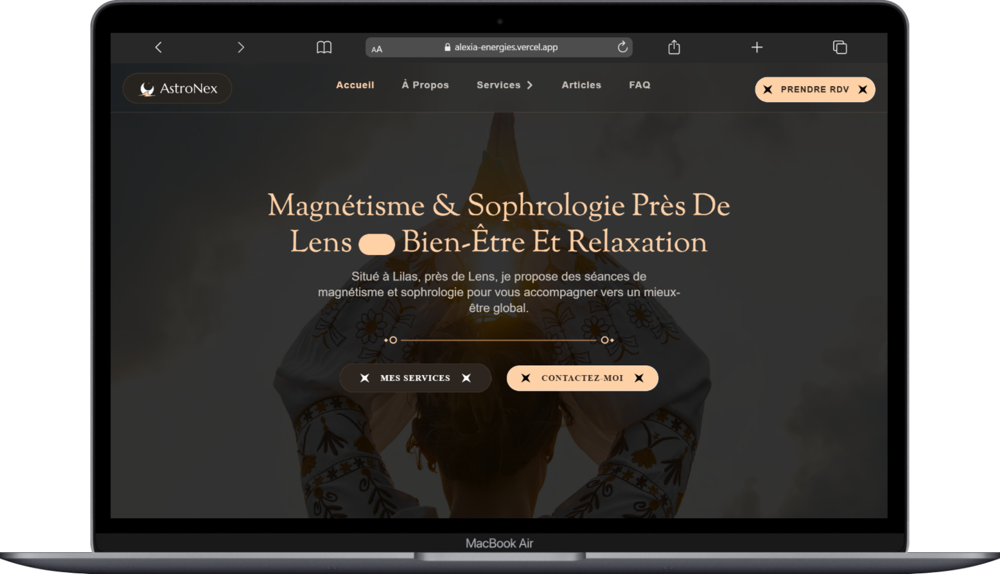 AA
alexia-energies.vercel.app
AstroNex
Accueil
À Propos
Services
Articles
FAQ
PRENDRE RDV
Magnétisme & Sophrologie Près De
Lens Bien-Être Et Relaxation
Situé à Lilas, près de Lens, je propose des séances de
magnétisme et sophrologie pour vous accompagner vers un mieux-
être global.
MES SERVICES
CONTACTEZ-MOI
MacBook Air